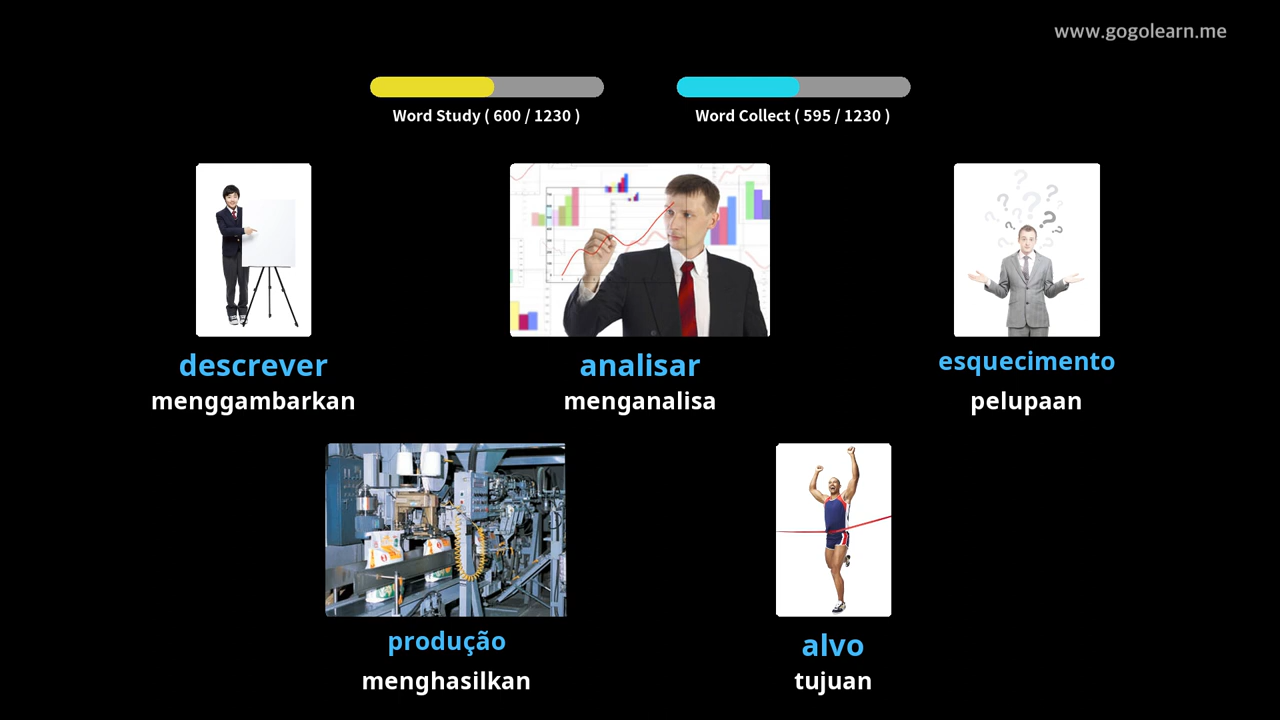 www.gogolearn.me
Word Study ( 600 / 1230 )
Word Collect ( 595 / 1230 )
descrever
menggambarkan
analisar
menganalisa
esquecimento
pelupaan
produção
menghasilkan
alvo
tujuan